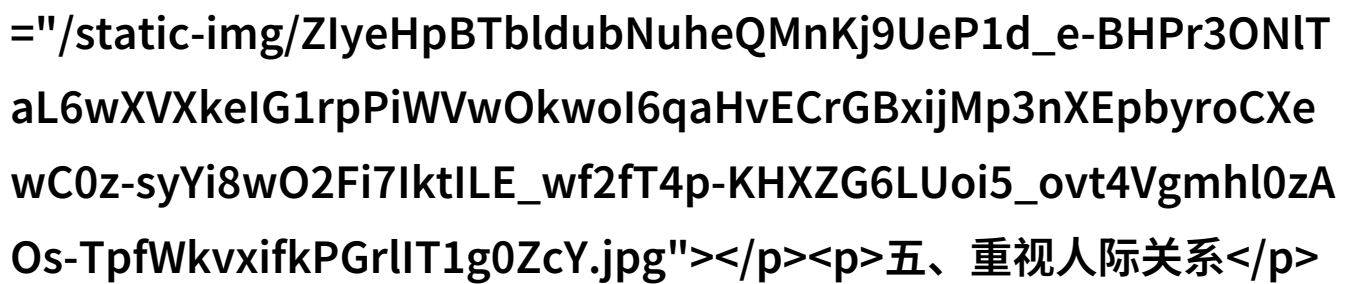 ="/static-img/ZIyeHpBTbldubNuheQMnKj9UeP1d_e-BHPr3ONlT
aL6wXVXkeIG1rpPiWVwOkwoI6qaHvECrGBxijMp3nXEpbyroCXe
wC0z-syYi8wO2Fi7IktILE_wf2fT4p-KHXZG6LUoi5_ovt4Vgmhl0zA
Os-TpfWkvxifkPGrlIT1g0ZcY.jpg"></p><p>五、重视人际关系</p>